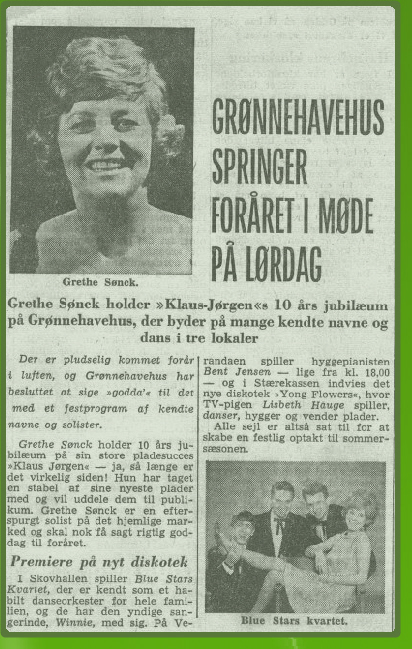 Grethe Sønck.
GRØNNEHAVEHUS
SPRINGER
FORÅRET I MØDE
PÅ LØRDAG
Grethe Sønck holder »Klaus-Jørgen«s 10 års jubilæum
på Grønnehavehus, der byder på mange kendte navne og
dans i tre lokaler
Der er pludselig kommet forår
i luften, og Grønnehavehus har
besluttet at sige »godda'« til det
med et festprogram af kendte
navne og solister.
Grethe Sønck holder 10 års ju-
bilæum på sin store pladesucces
»Klaus Jørgen« — ja, så længe er
det virkelig siden! Hun har taget
en stabel af sine nyeste plader
med og vil uddele dem til publi-
kum. Grethe Sønck er en efter-
spurgt solist på det hjemlige mar-
ked og skal nok få sagt rigtig god-
dag til foråret.
Premiere på nyt diskotek
I Skovhallen spiller Blue Stars
Kvartet, der er kendt som et ha-
bilt danseorkester for hele fami-
lien, og de har den yndige san-
gerinde, Winnie, med sig. På Ve-
randaen spiller hyggepianisten
Bent Jensen — lige fra kl. 18,00
— og i Stærekassen indvies det
nye diskotek »Yong Flowers«, hvor
TV-pigen Lisbeth Hauge spiller,
danser, hygger og vender plader.
Alle sejl er altså sat til for at
skabe en festlig optakt til sommer-
sæsonen.
Blue Stars kvartet.